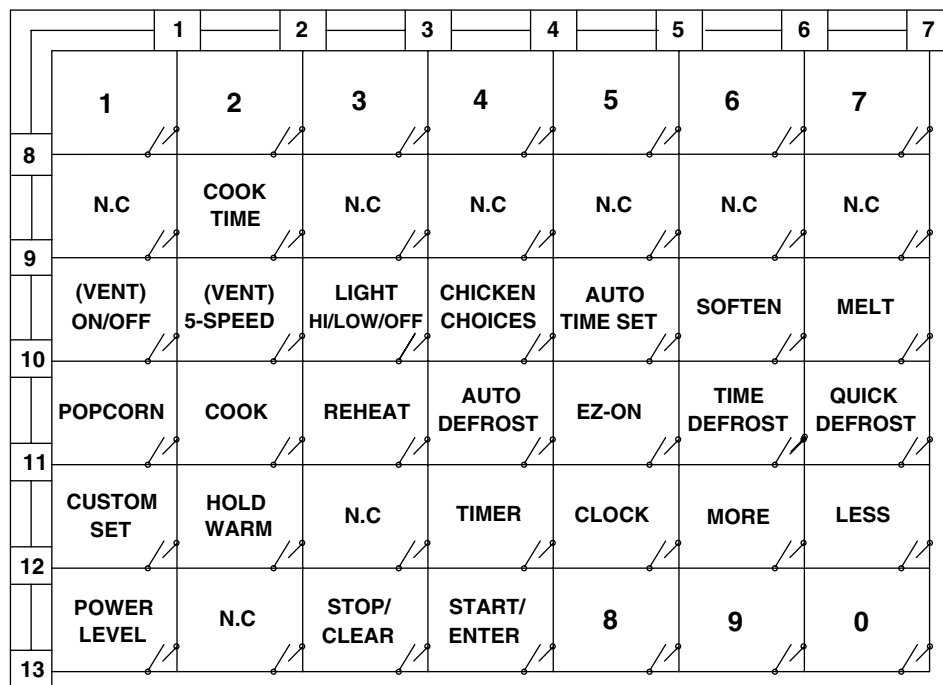 1 2 3 4 5 6 7
1 2 3 4 5 6 7
8
N.C COOK TIME N.C N.C N.C N.C N.C
9
(VENT) (VENT) LIGHT CHICKEN AUTO SOFTEN MELT
ON/OFF 5-SPEED HI/LOW/OFF CHOICES TIME SET
10
POPCORN COOK REHEAT AUTO DEFROST EZ-ON TIME DEFROST QUICK DEFROST
11
CUSTOM SET HOLD WARM N.C TIMER CLOCK MORE LESS
12
POWER LEVEL N.C STOP/ CLEAR START/ ENTER 8 9 0
13